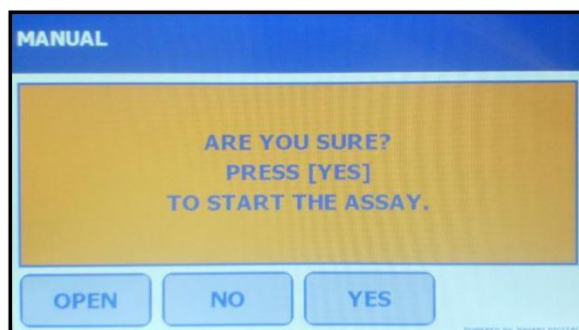 MANUAL
ARE YOU SURE?
PRESS [YES]
TO START THE ASSAY.
OPEN
NO
YES